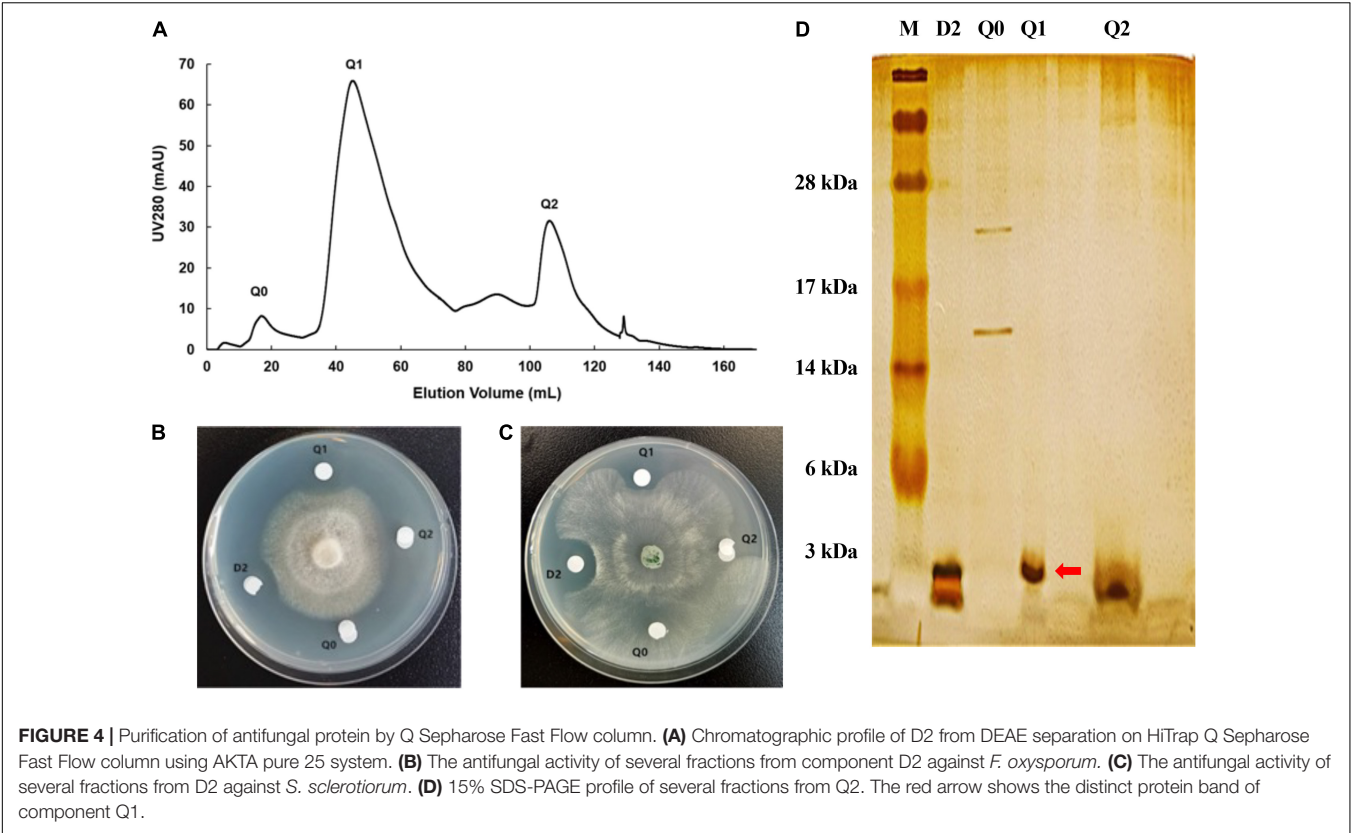 A
70
60
50
40
30
20
10
0
UV280 (mAU)
Q0
Q1
Q2
0 20 40 60 80 100 120 140 160
Elution Volume (mL)
B
Q1
Q2
D2
Q0
C
Q1
Q2
D2
Q0
D
M D2 Q0 Q1 Q2
28 kDa
17 kDa
14 kDa
6 kDa
3 kDa
FIGURE 4 | Purification of antifungal protein by Q Sepharose Fast Flow column. (A) Chromatographic profile of D2 from DEAE separation on HiTrap Q Sepharose
Fast Flow column using AKTA pure 25 system. (B) The antifungal activity of several fractions from component D2 against F. oxysporum. (C) The antifungal activity of
several fractions from D2 against S. sclerotiorum. (D) 15% SDS-PAGE profile of several fractions from Q2. The red arrow shows the distinct protein band of
component Q1.